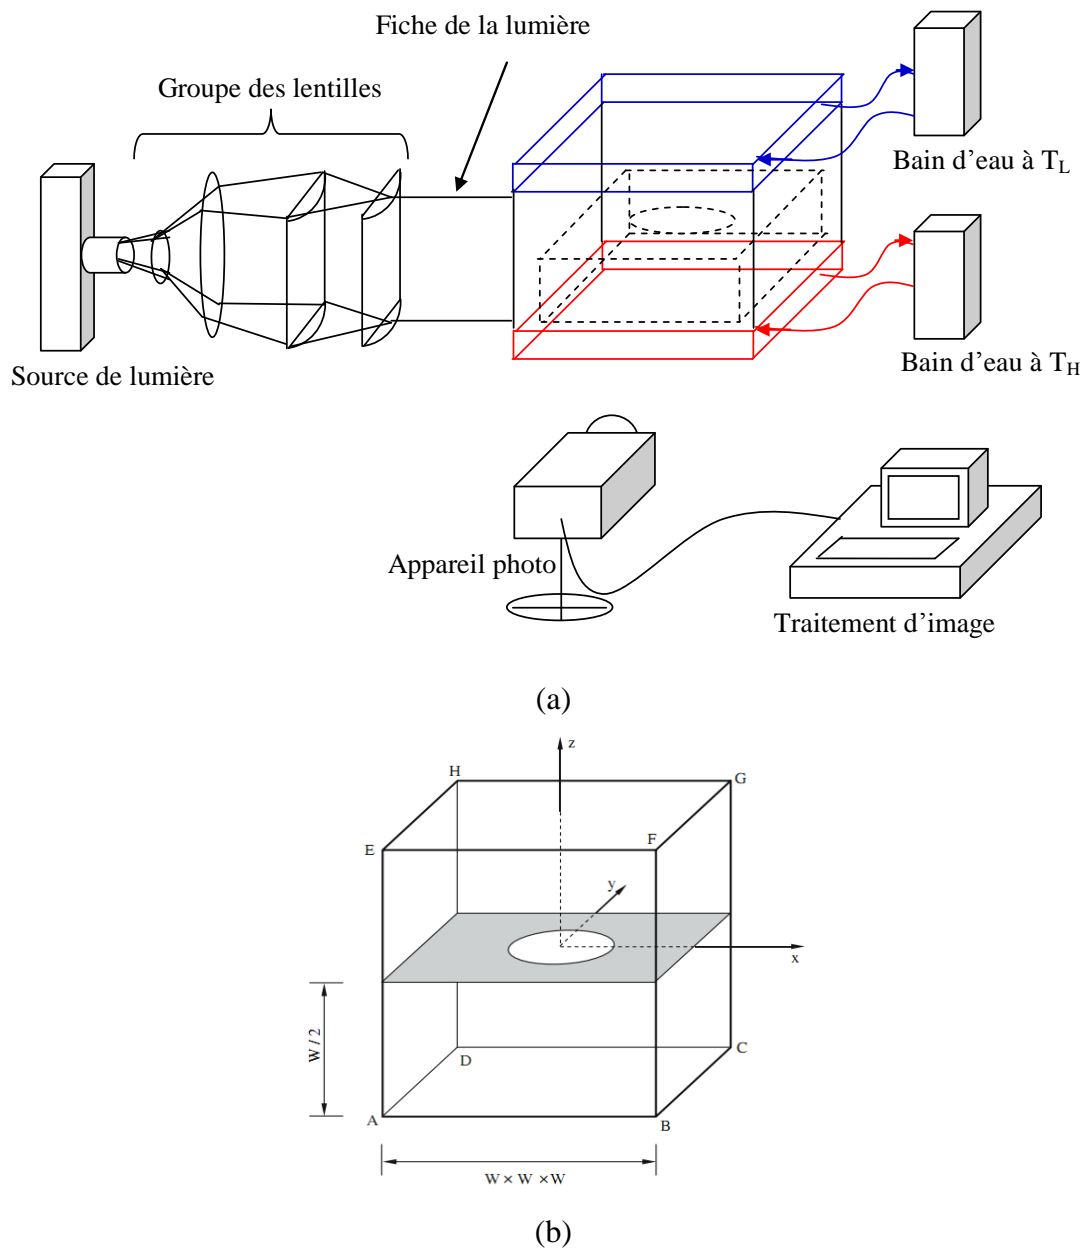 Fiche de la lumière
Groupe des lentilles
Bain d'eau à TL
Bain d'eau à TH
Source de lumière
Appareil photo
Traitement d'image
(a)
z
H
G
E
F
y
x
W / 2
D
C
A
B
W × W × W
(b)